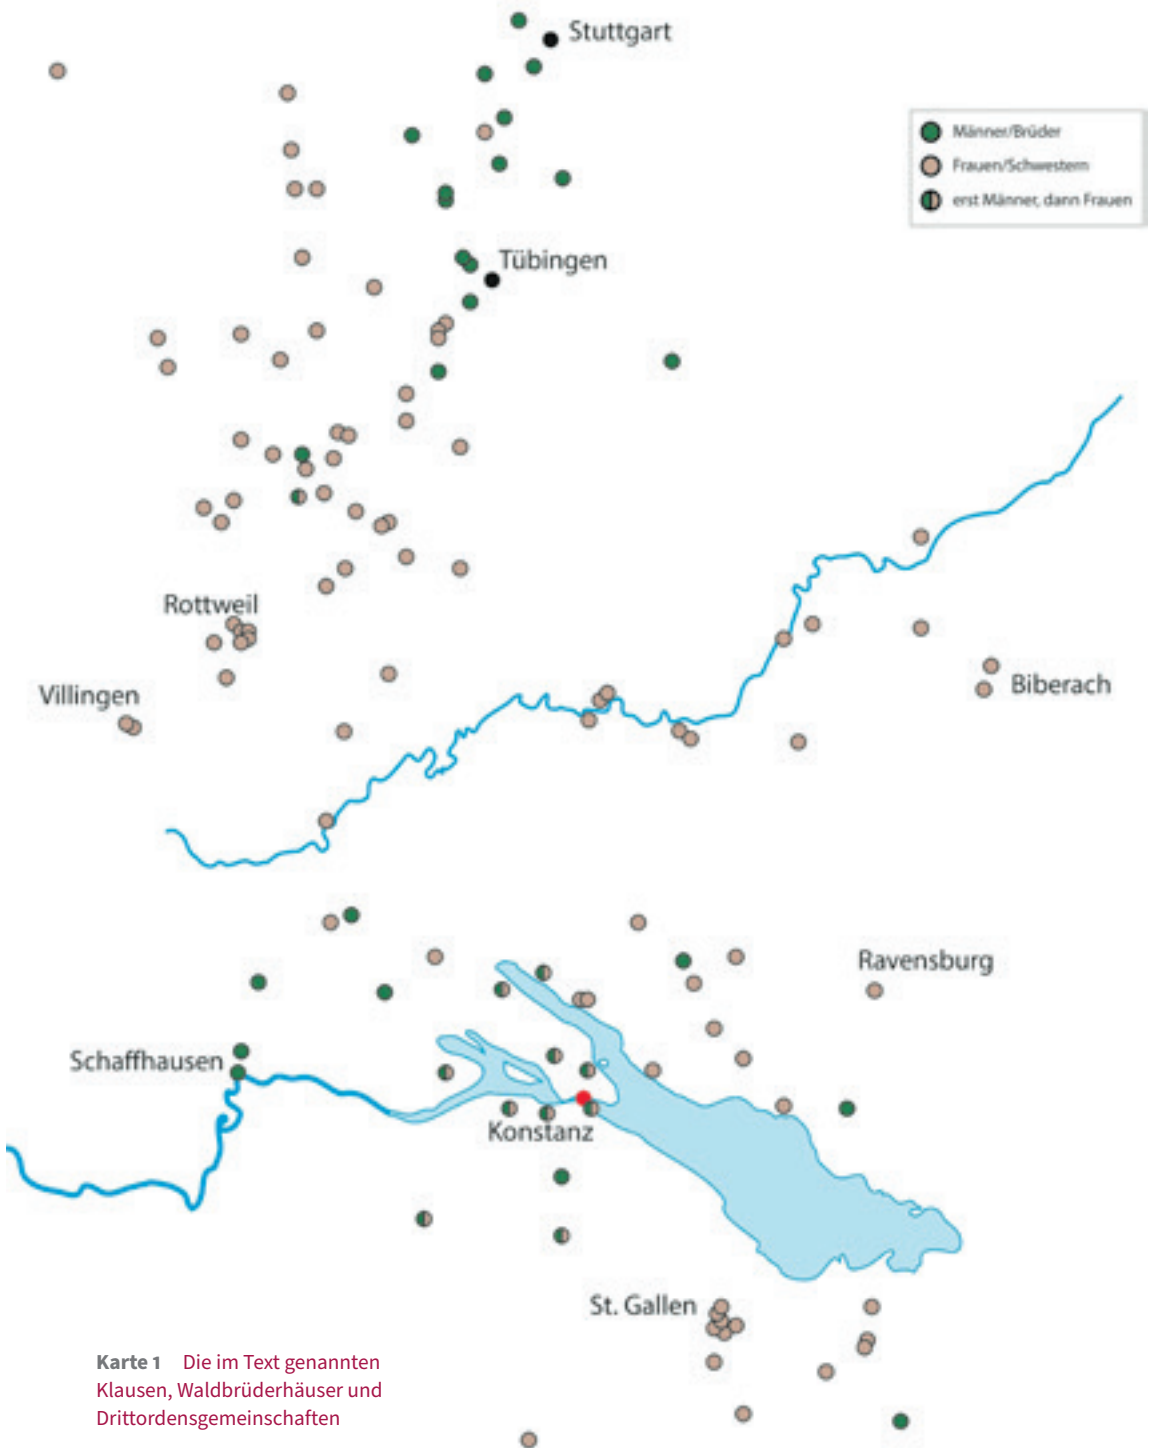 Stuttgart
Männer/Brüder
Frauen/Schwestern
erst Männer, dann Frauen
Tübingen
Rottweil
Villingen
Biberach
Ravensburg
Schaffhausen
Konstanz
St. Gallen
Karte 1 Die im Text genannten
Klausen, Waldbrüderhäuser und
Drittordensgemeinschaften